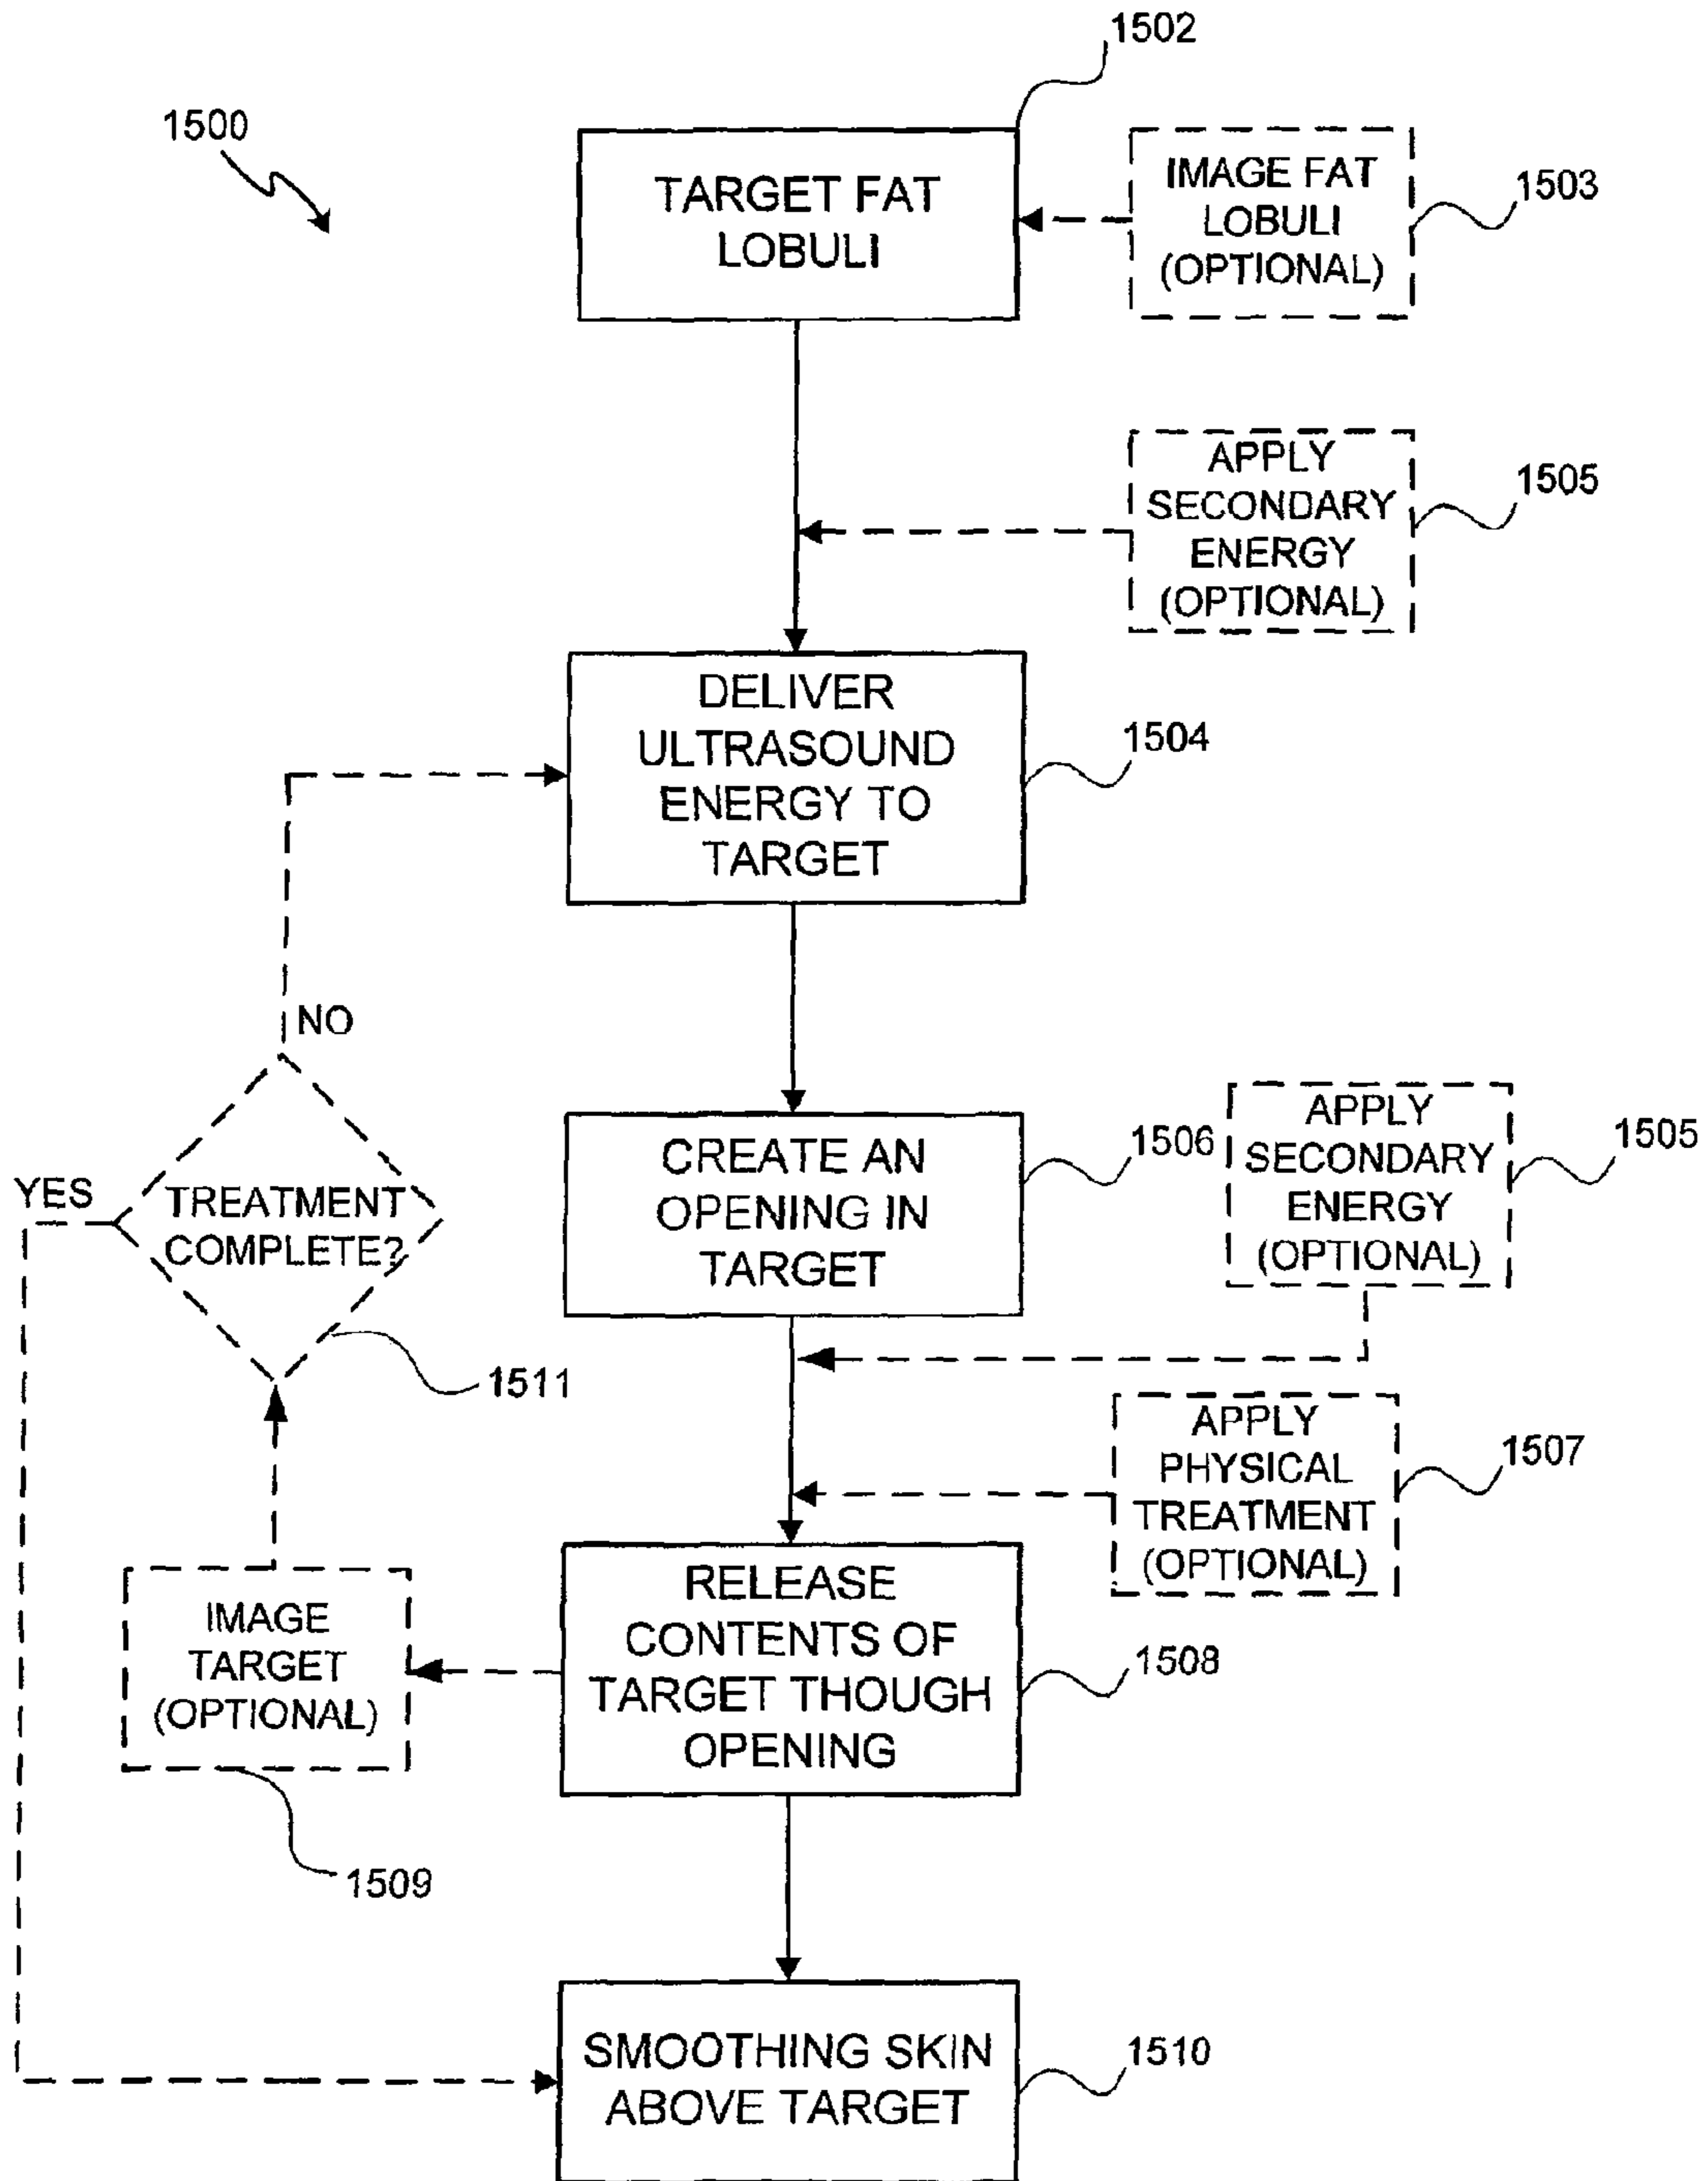 1502
1500
TARGET FAT
LOBULI
IMAGE FAT
LOBULI
(OPTIONAL)
1503
APPLY
SECONDARY
ENERGY
(OPTIONAL)
1505
DELIVER
ULTRASOUND
ENERGY TO
TARGET
1504
NO
CREATE AN
OPENING IN
TARGET
1506
APPLY
SECONDARY
ENERGY
(OPTIONAL)
1505
YES
TREATMENT
COMPLETE?
1511
APPLY
PHYSICAL
TREATMENT
(OPTIONAL)
1507
RELEASE
CONTENTS OF
TARGET THOUGH
OPENING
1508
IMAGE
TARGET
(OPTIONAL)
1509
SMOOTHING SKIN
ABOVE TARGET
1510